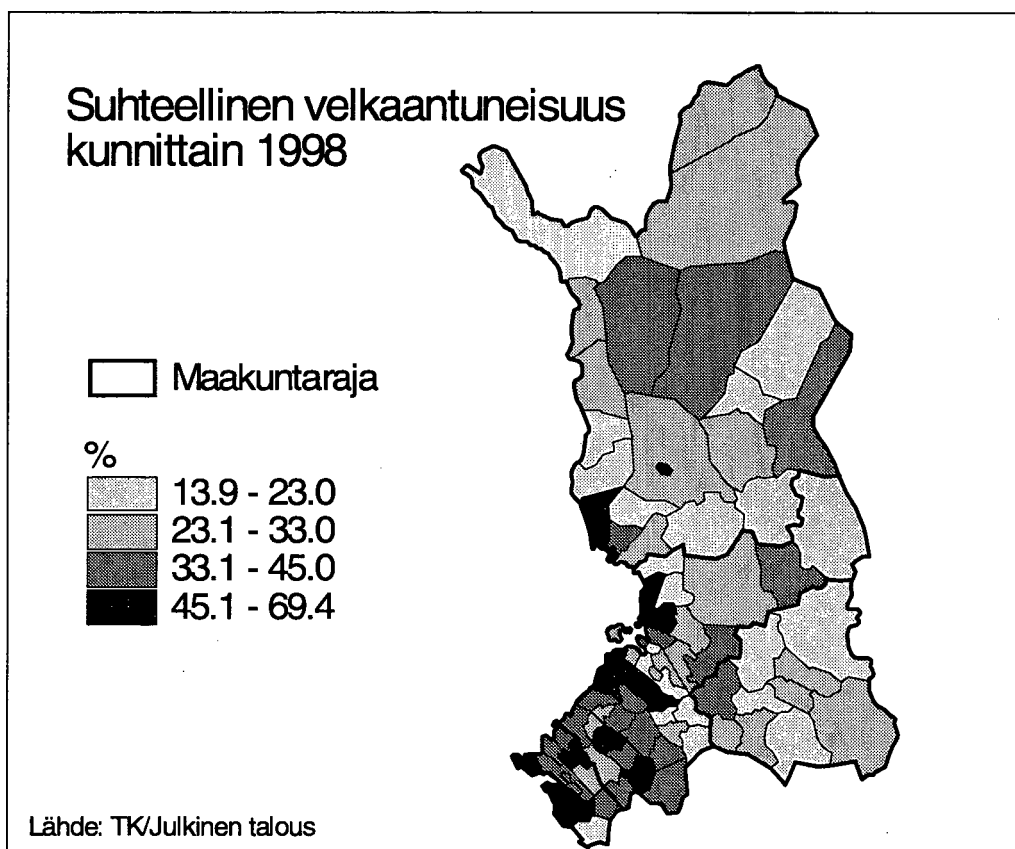 Suhteellinen velkaantuneisuus
kunnittain 1998
Maakuntaraja
%
13.9 - 23.0
23.1 - 33.0
33.1 - 45.0
45.1 - 69.4
Lähde: TK/Julkinen talous